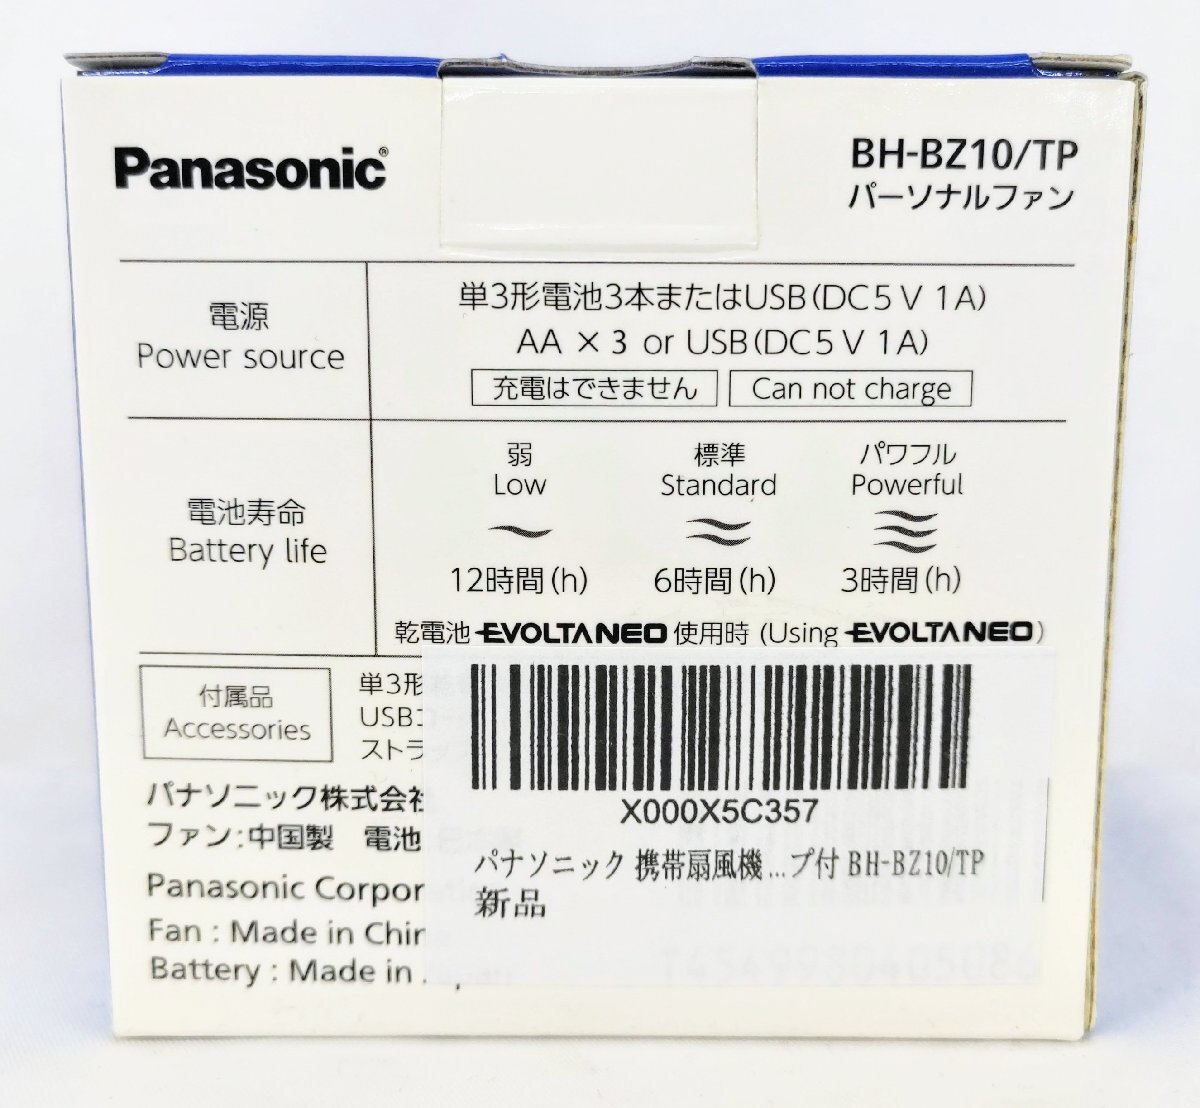 Panasonic®
BH-BZ10/TP
パーソナルファン
電源
Power source
単3形電池3本またはUSB(DC5V 1A)
AA × 3 or USB(DC5V 1A)
充電はできません
Can not charge
電池寿命
Battery life
弱 標準 パワフル
Low Standard Powerful
12時間(h) 6時間(h) 3時間(h)
乾電池 EVOLTA NEO 使用時 (Using EVOLTA NEO)
付属品
Accessories
単3形
USBコー
ストラ
パナソニック株式会社
ファン:中国製 電池
Panasonic Corpor
Fan : Made in Chin
Battery : Made in
X000X5C357
パナソニック 携帯扇風機...プ付 BH-BZ10/TP
新品